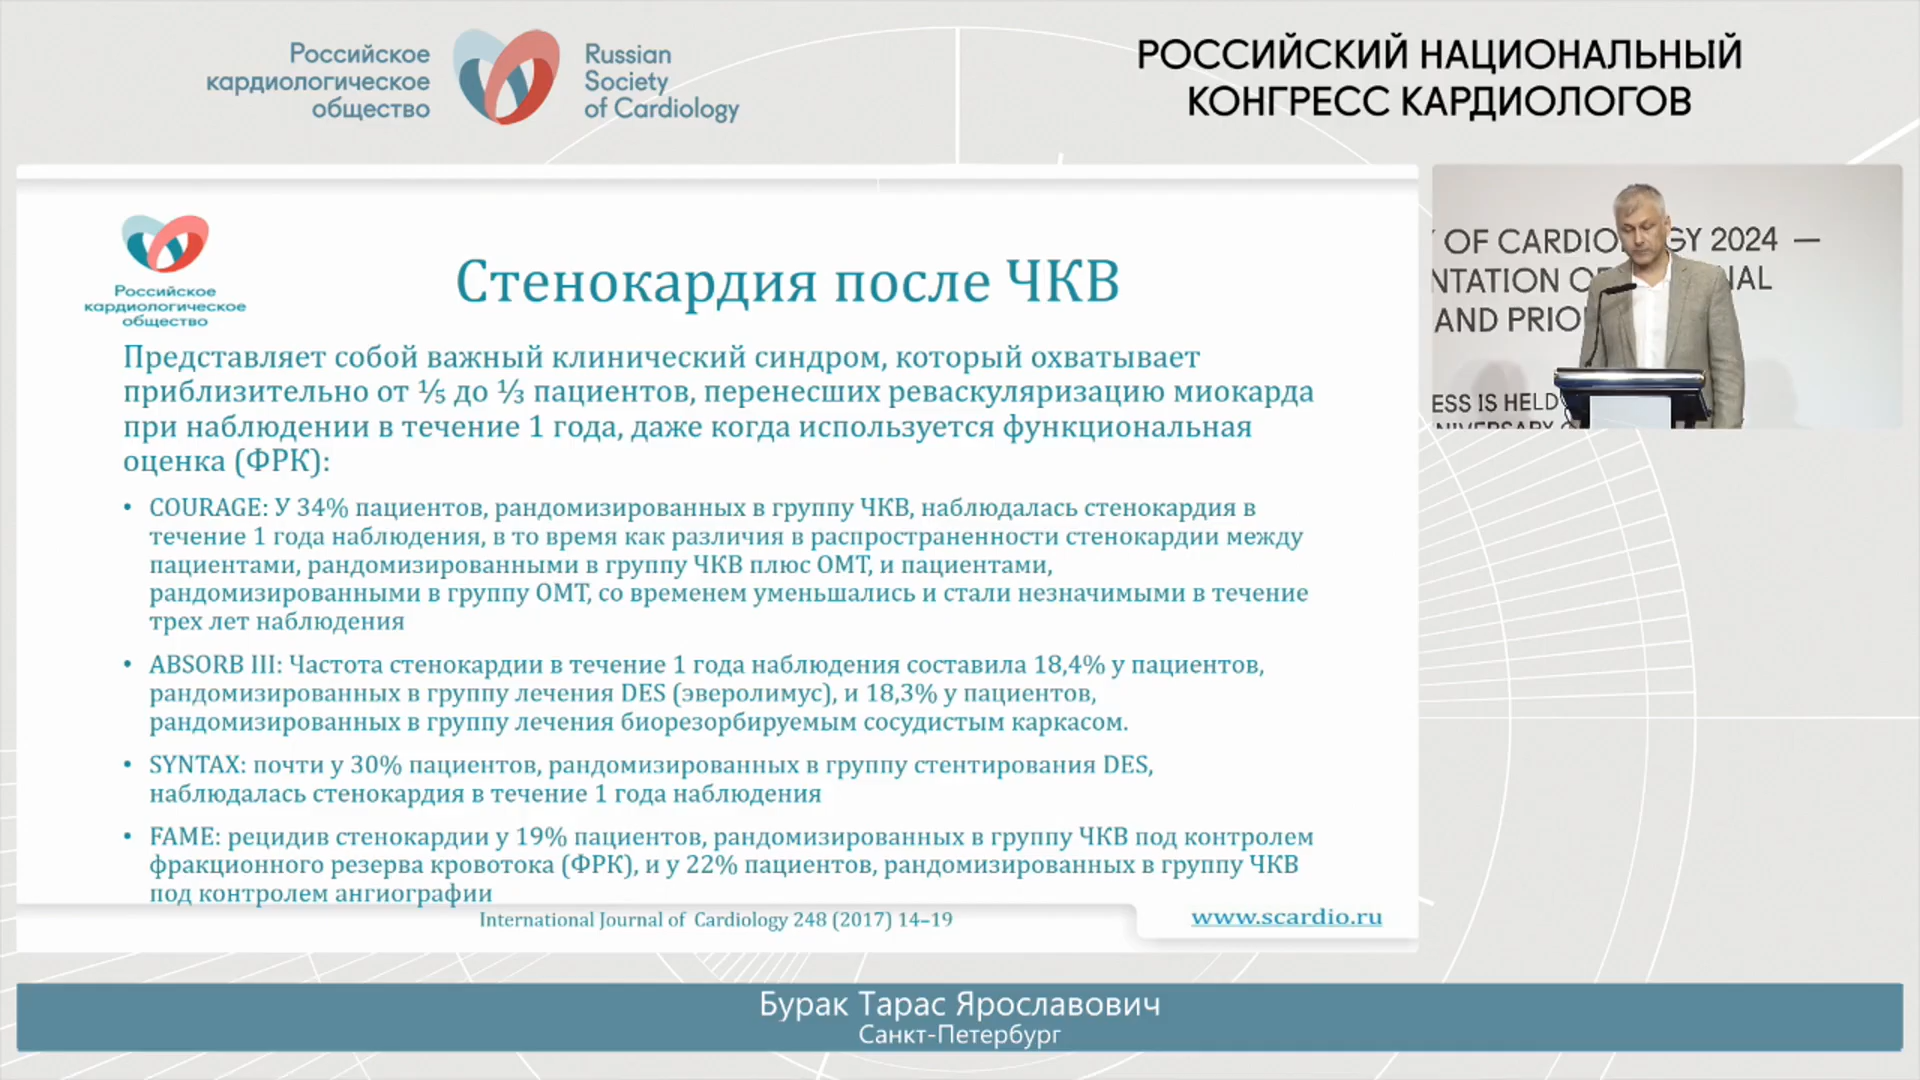 Российское
кардиологическое
общество
Russian
Society
of Cardiology
РОССИЙСКИЙ НАЦИОНАЛЬНЫЙ
КОНГРЕСС КАРДИОЛОГОВ
Российское
кардиологическое
общество
Стенокардия после ЧКВ
Представляет собой важный клинический синдром, который охватывает
приблизительно от ⅕ до ⅓ пациентов, перенесших реваскуляризацию миокарда
при наблюдении в течение 1 года, даже когда используется функциональная
оценка (ФРК):
• COURAGE: У 34% пациентов, рандомизированных в группу ЧКВ, наблюдалась стенокардия в
течение 1 года наблюдения, в то время как различия в распространенности стенокардии между
пациентами, рандомизированными в группу ЧКВ плюс ОМТ, и пациентами,
рандомизированными в группу ОМТ, со временем уменьшались и стали незначимыми в течение
трех лет наблюдения
• ABSORB III: Частота стенокардии в течение 1 года наблюдения составила 18,4% у пациентов,
рандомизированных в группу лечения DES (эверолимус), и 18,3% у пациентов,
рандомизированных в группу лечения биорезорбируемым сосудистым каркасом.
• SYNTAX: почти у 30% пациентов, рандомизированных в группу стентирования DES,
наблюдалась стенокардия в течение 1 года наблюдения
• FAME: рецидив стенокардии у 19% пациентов, рандомизированных в группу ЧКВ под контролем
фракционного резерва кровотока (ФРК), и у 22% пациентов, рандомизированных в группу ЧКВ
под контролем ангиографии
International Journal of Cardiology 248 (2017) 14–19
www.scardio.ru
OF CARDIO GY 2024 —
NTATION O NAL
AND PRIO
ESS IS HELD
Бурак Тарас Ярославович
Санкт-Петербург